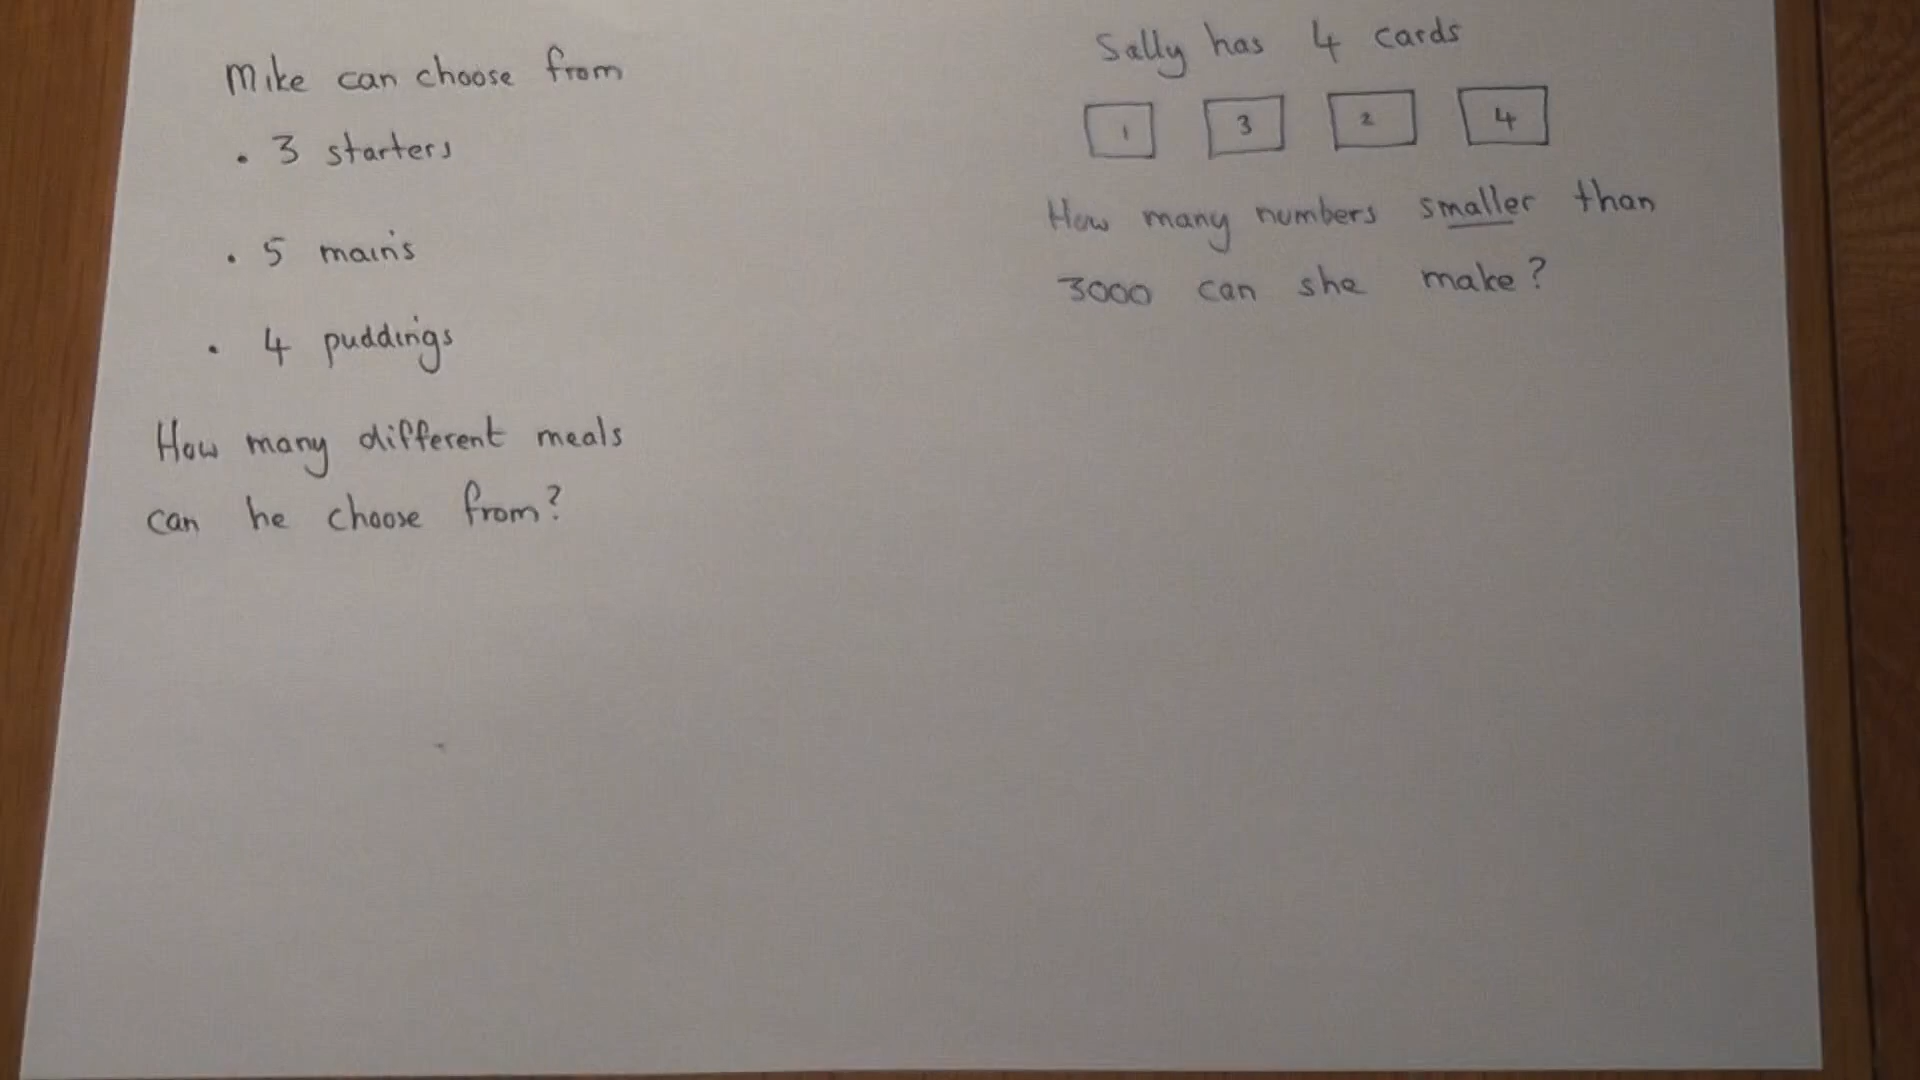 Mike can choose from
• 3 starters
• 5 mains
• 4 puddings
How many different meals
can he choose from?
Sally has 4 cards
1 3 2 4
How many numbers smaller than
3000 can she make?